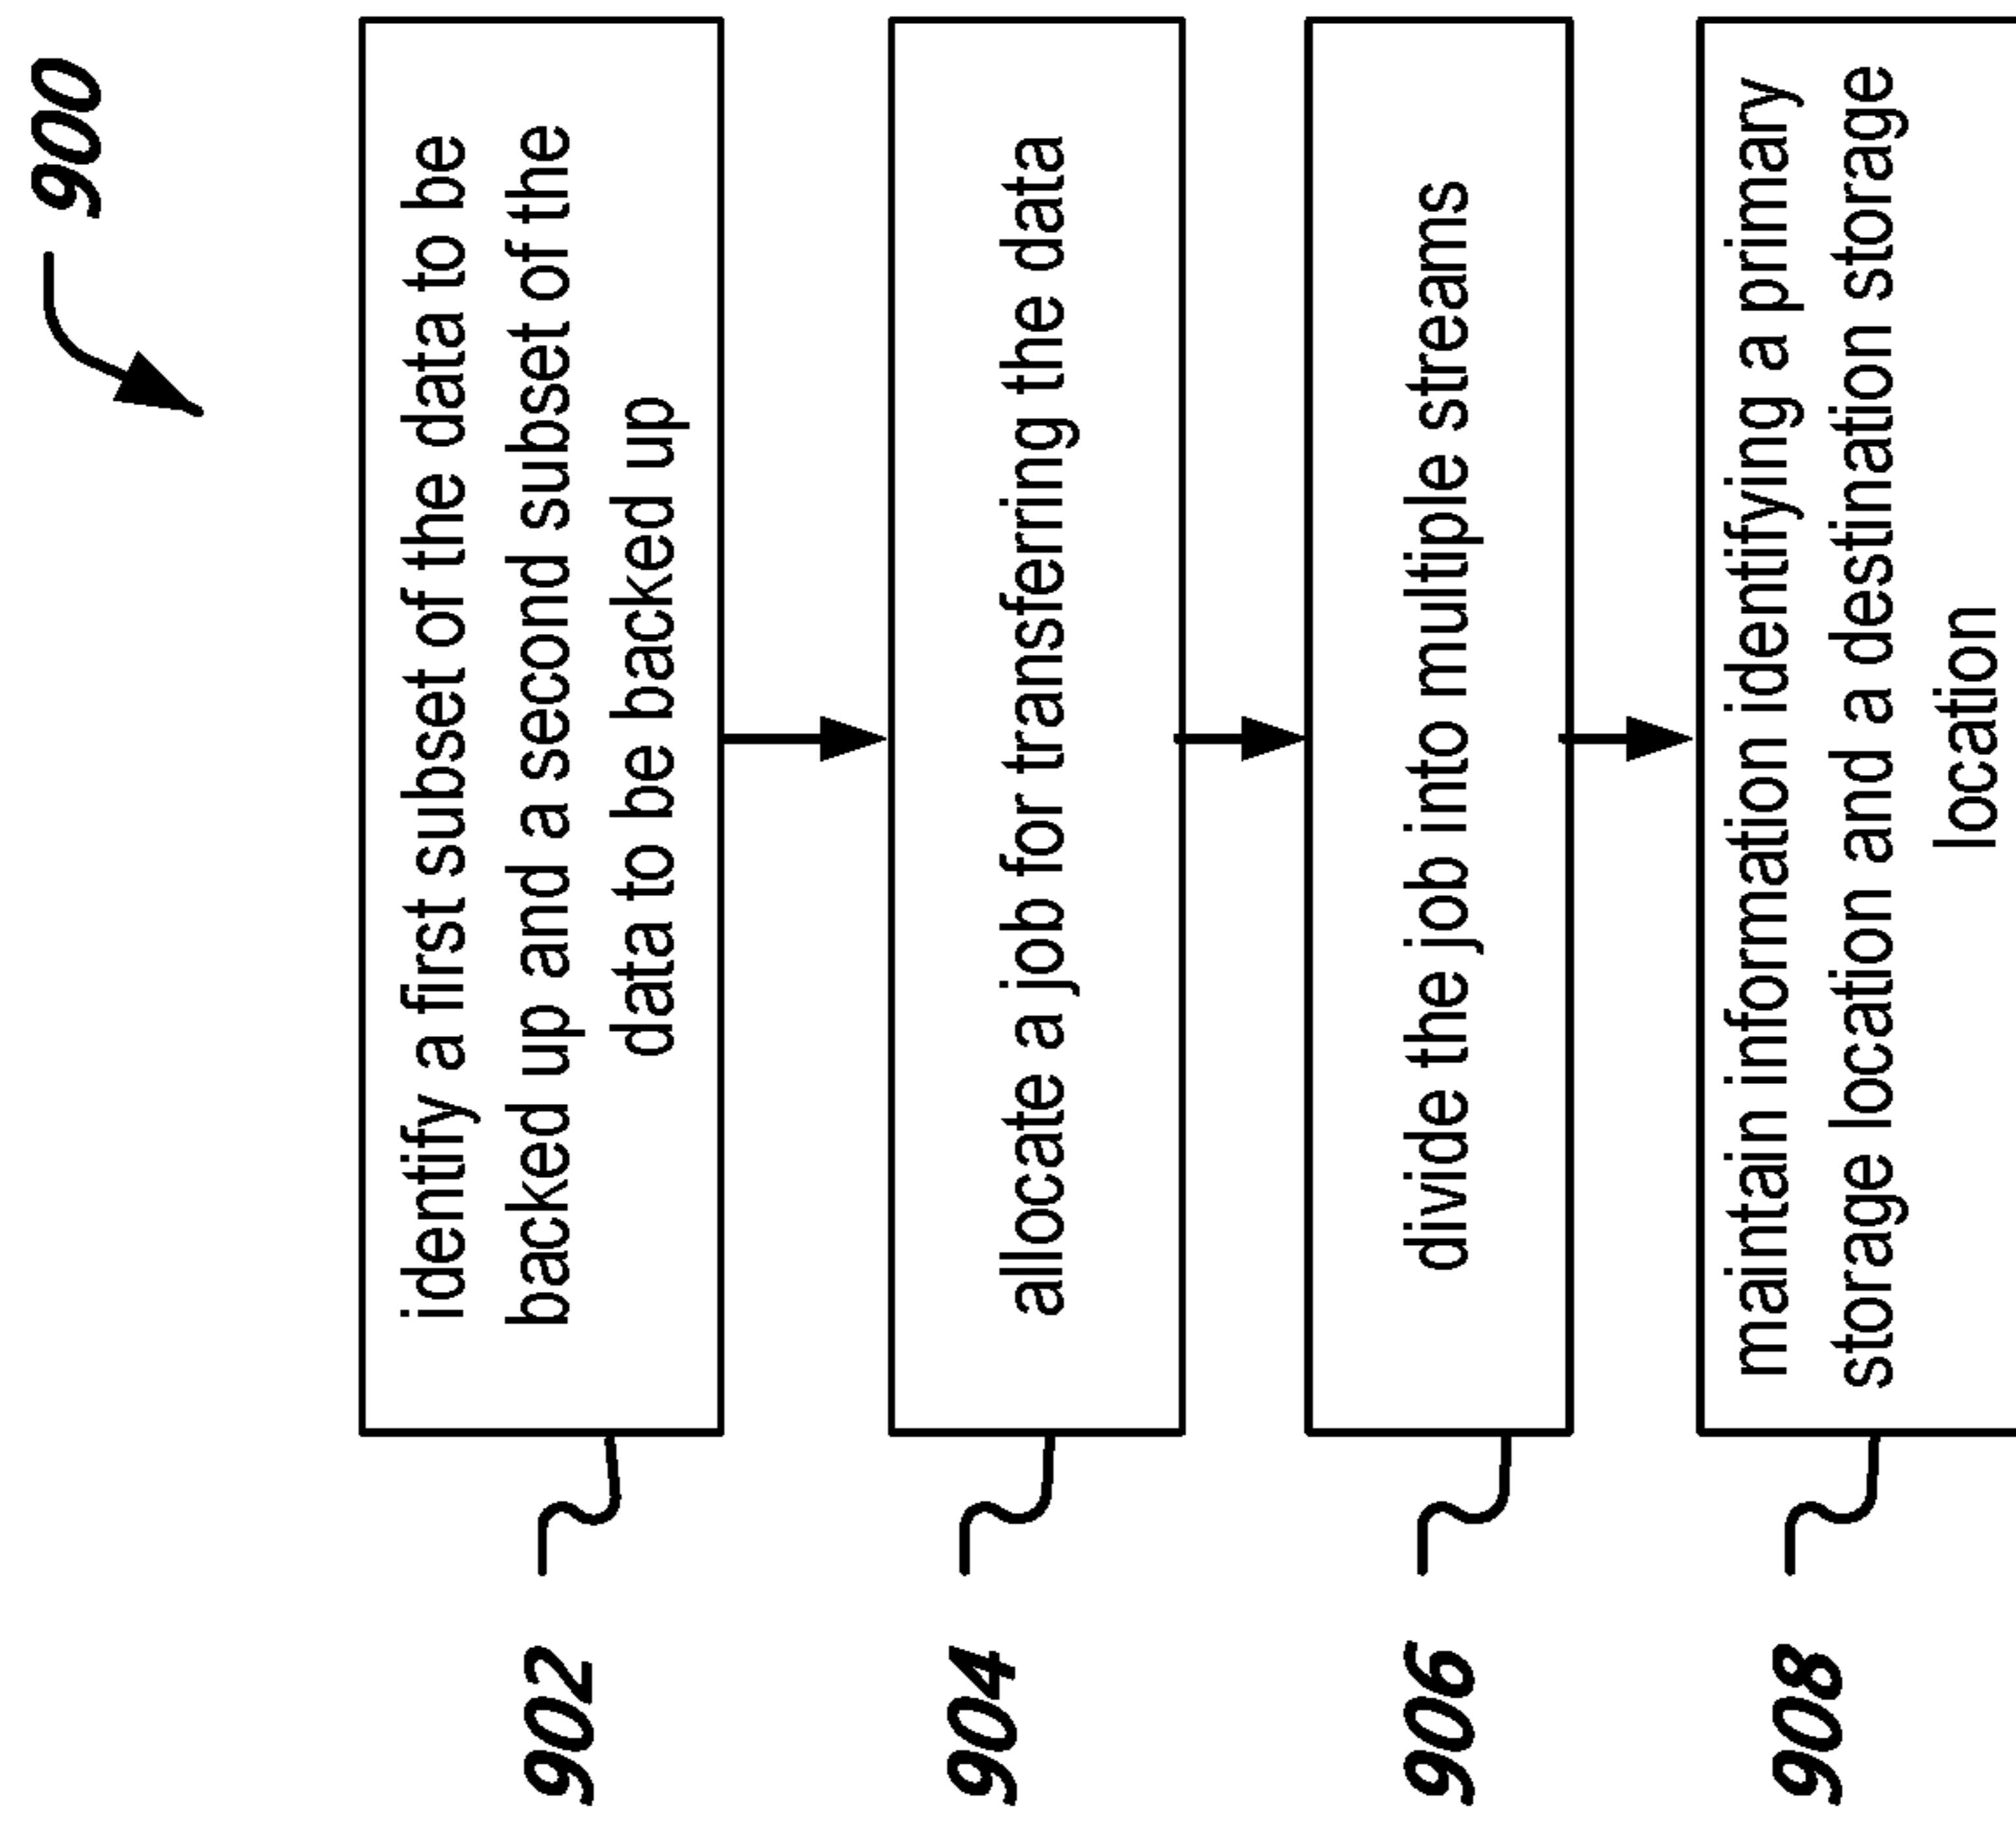 900
902
identify a first subset of the data to be
backed up and a second subset of the
data to be backed up
904
allocate a job for transferring the data
906
divide the job into multiple streams
908
maintain information identifying a primary
storage location and a destination storage
location